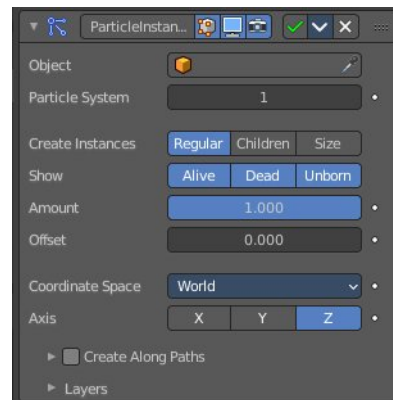 ParticleInstan...
Object
Particle System 1
Create Instances Regular Children Size
Show Alive Dead Unborn
Amount 1.000
Offset 0.000
Coordinate Space World
Axis X Y Z
Create Along Paths
Layers